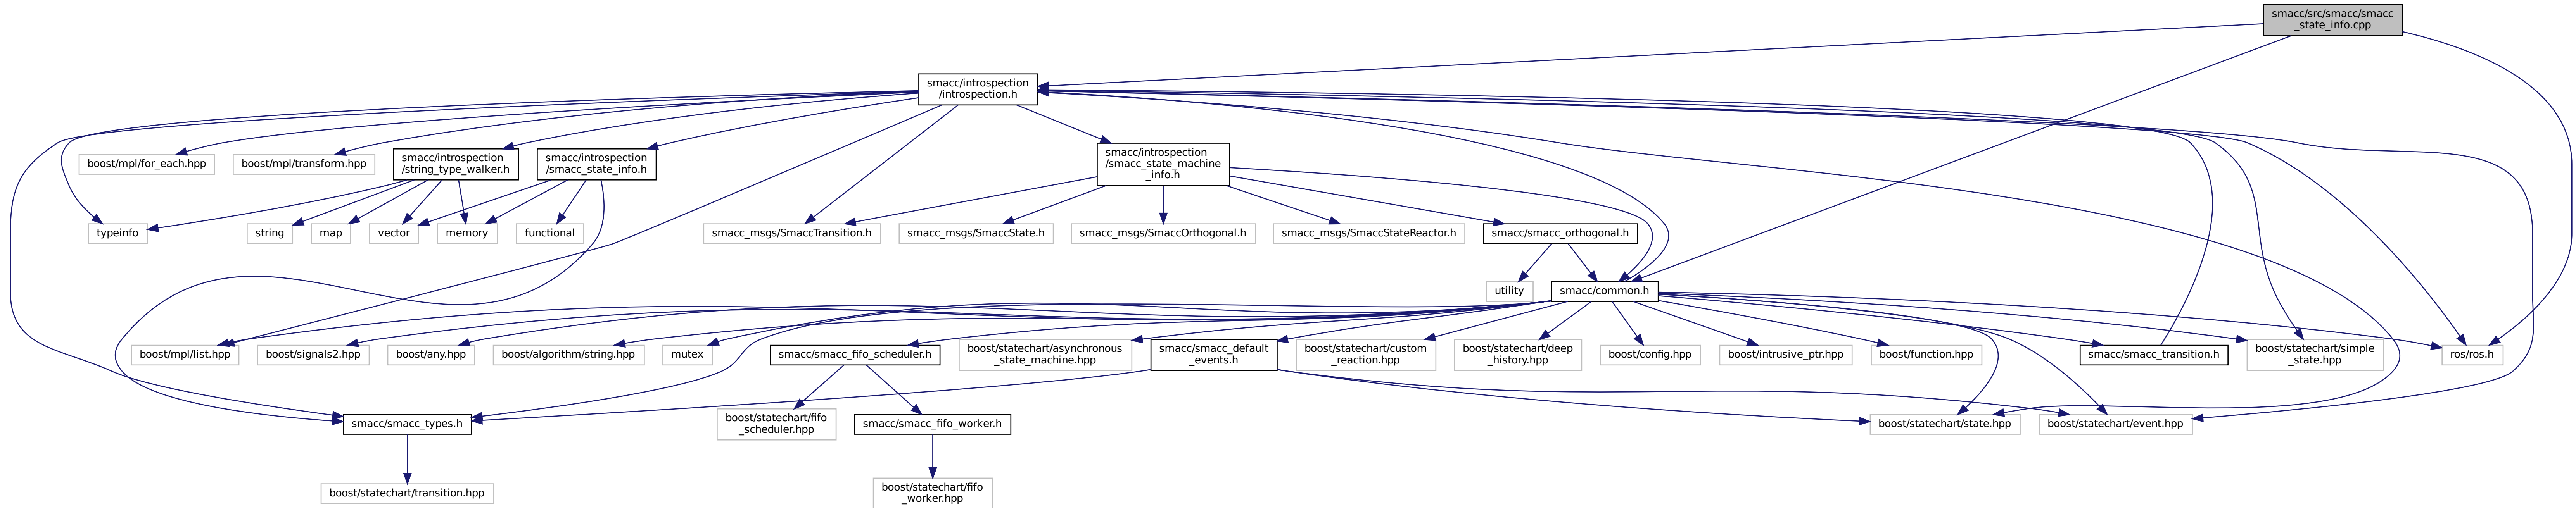 smacc/src/smacc/smacc
_state_info.cpp
smacc/introspection
/introspection.h
boost/mpl/for_each.hpp
boost/mpl/transform.hpp
smacc/introspection
/string_type_walker.h
smacc/introspection
/smacc_state_info.h
smacc/introspection
/smacc_state_machine
_info.h
typeinfo
string
map
vector
memory
functional
smacc_msgs/SmaccTransition.h
smacc_msgs/SmaccState.h
smacc_msgs/SmaccOrthogonal.h
smacc_msgs/SmaccStateReactor.h
smacc/smacc_orthogonal.h
utility
smacc/common.h
boost/mpl/list.hpp
boost/signals2.hpp
boost/any.hpp
boost/algorithm/string.hpp
mutex
smacc/smacc_fifo_scheduler.h
boost/statechart/asynchronous
_state_machine.hpp
smacc/smacc_default
_events.h
boost/statechart/custom
_reaction.hpp
boost/statechart/deep
_history.hpp
boost/config.hpp
boost/intrusive_ptr.hpp
boost/function.hpp
smacc/smacc_transition.h
boost/statechart/simple
_state.hpp
ros/ros.h
smacc/smacc_types.h
boost/statechart/fifo
_scheduler.hpp
smacc/smacc_fifo_worker.h
boost/statechart/state.hpp
boost/statechart/event.hpp
boost/statechart/transition.hpp
boost/statechart/fifo
_worker.hpp